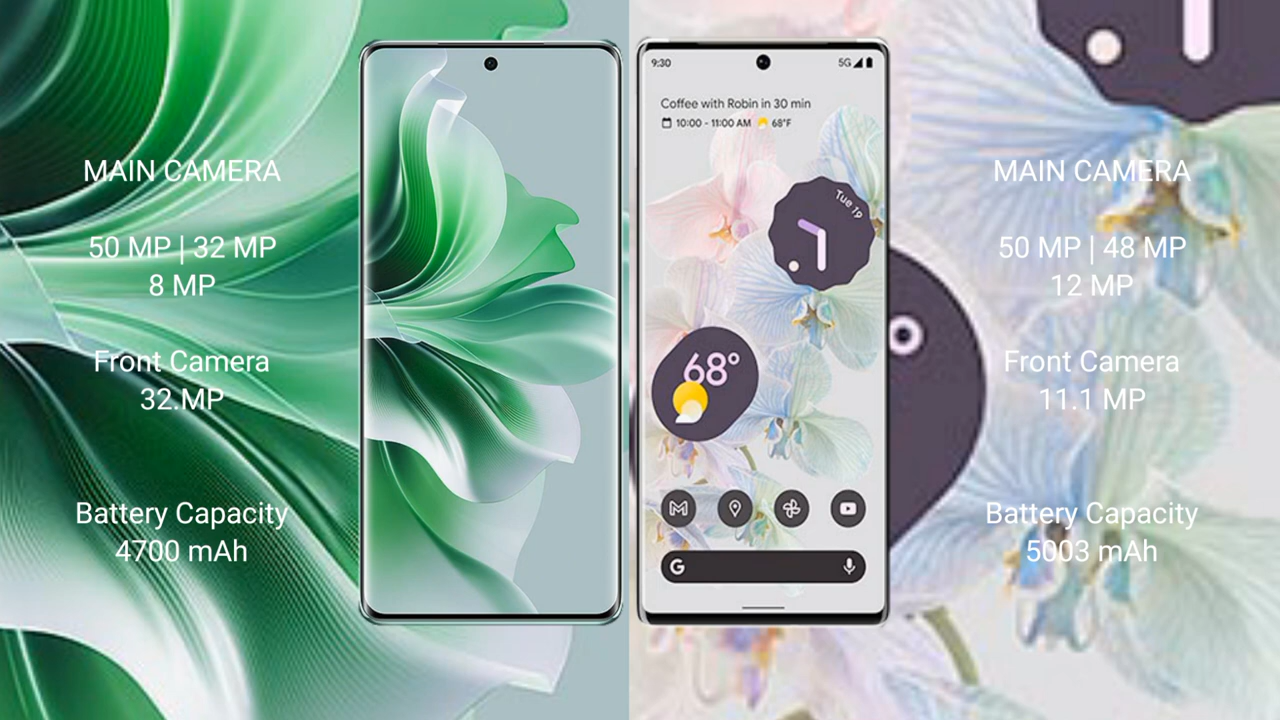 MAIN CAMERA
50 MP | 32 MP
8 MP
Front Camera
32.MP
Battery Capacity
4700 mAh
9:30
5G
Coffee with Robin in 30 min
10:00 - 11:00 AM 68°F
Tue 19
68°
G
MAIN CAMERA
50 MP | 48 MP
12 MP
Front Camera
11.1 MP
Battery Capacity
5003 mAh